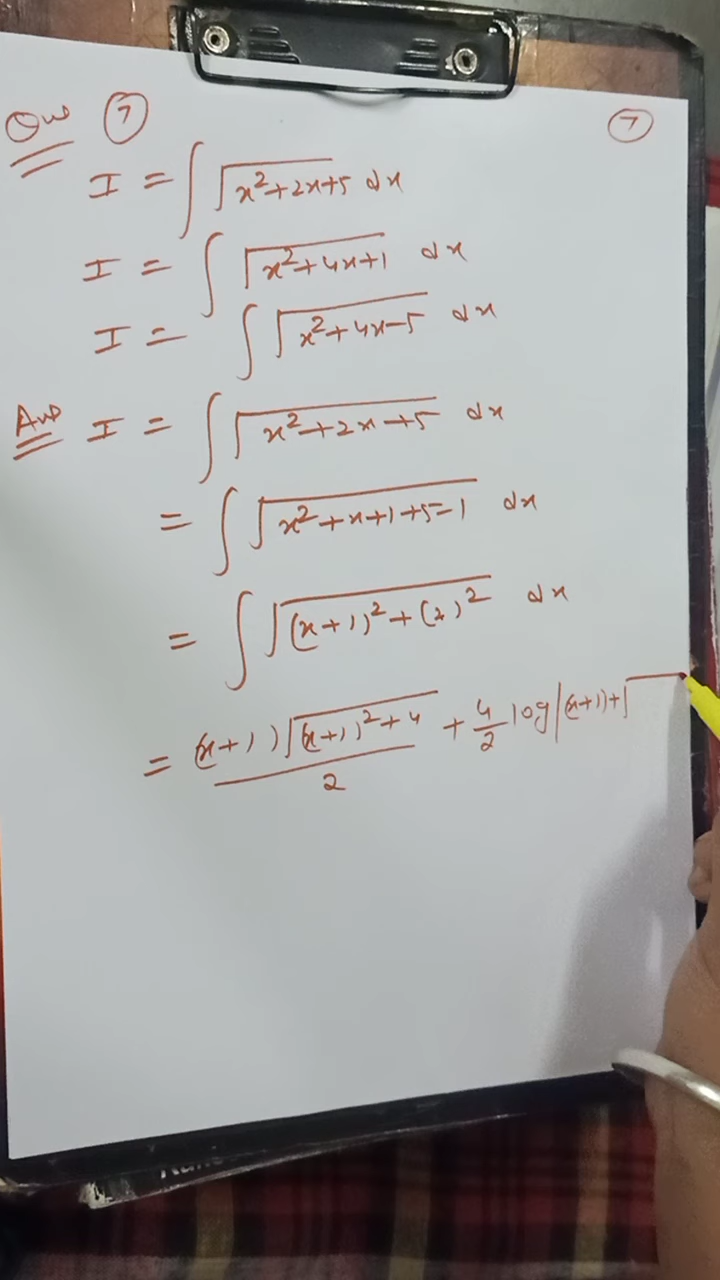 Que 7 7
I = ∫ √x²+2x+5 dx
I = ∫ √x²+4x+1 dx
I = ∫ √x²+4x-5 dx
Ans I = ∫ √x²+2x+5 dx
= ∫ √x²+x+1+5-1 dx
= ∫ √(x+1)²+(2)² dx
= (x+1)√(x+1)²+4 / 2 + 4/2 log|(x+1)+√